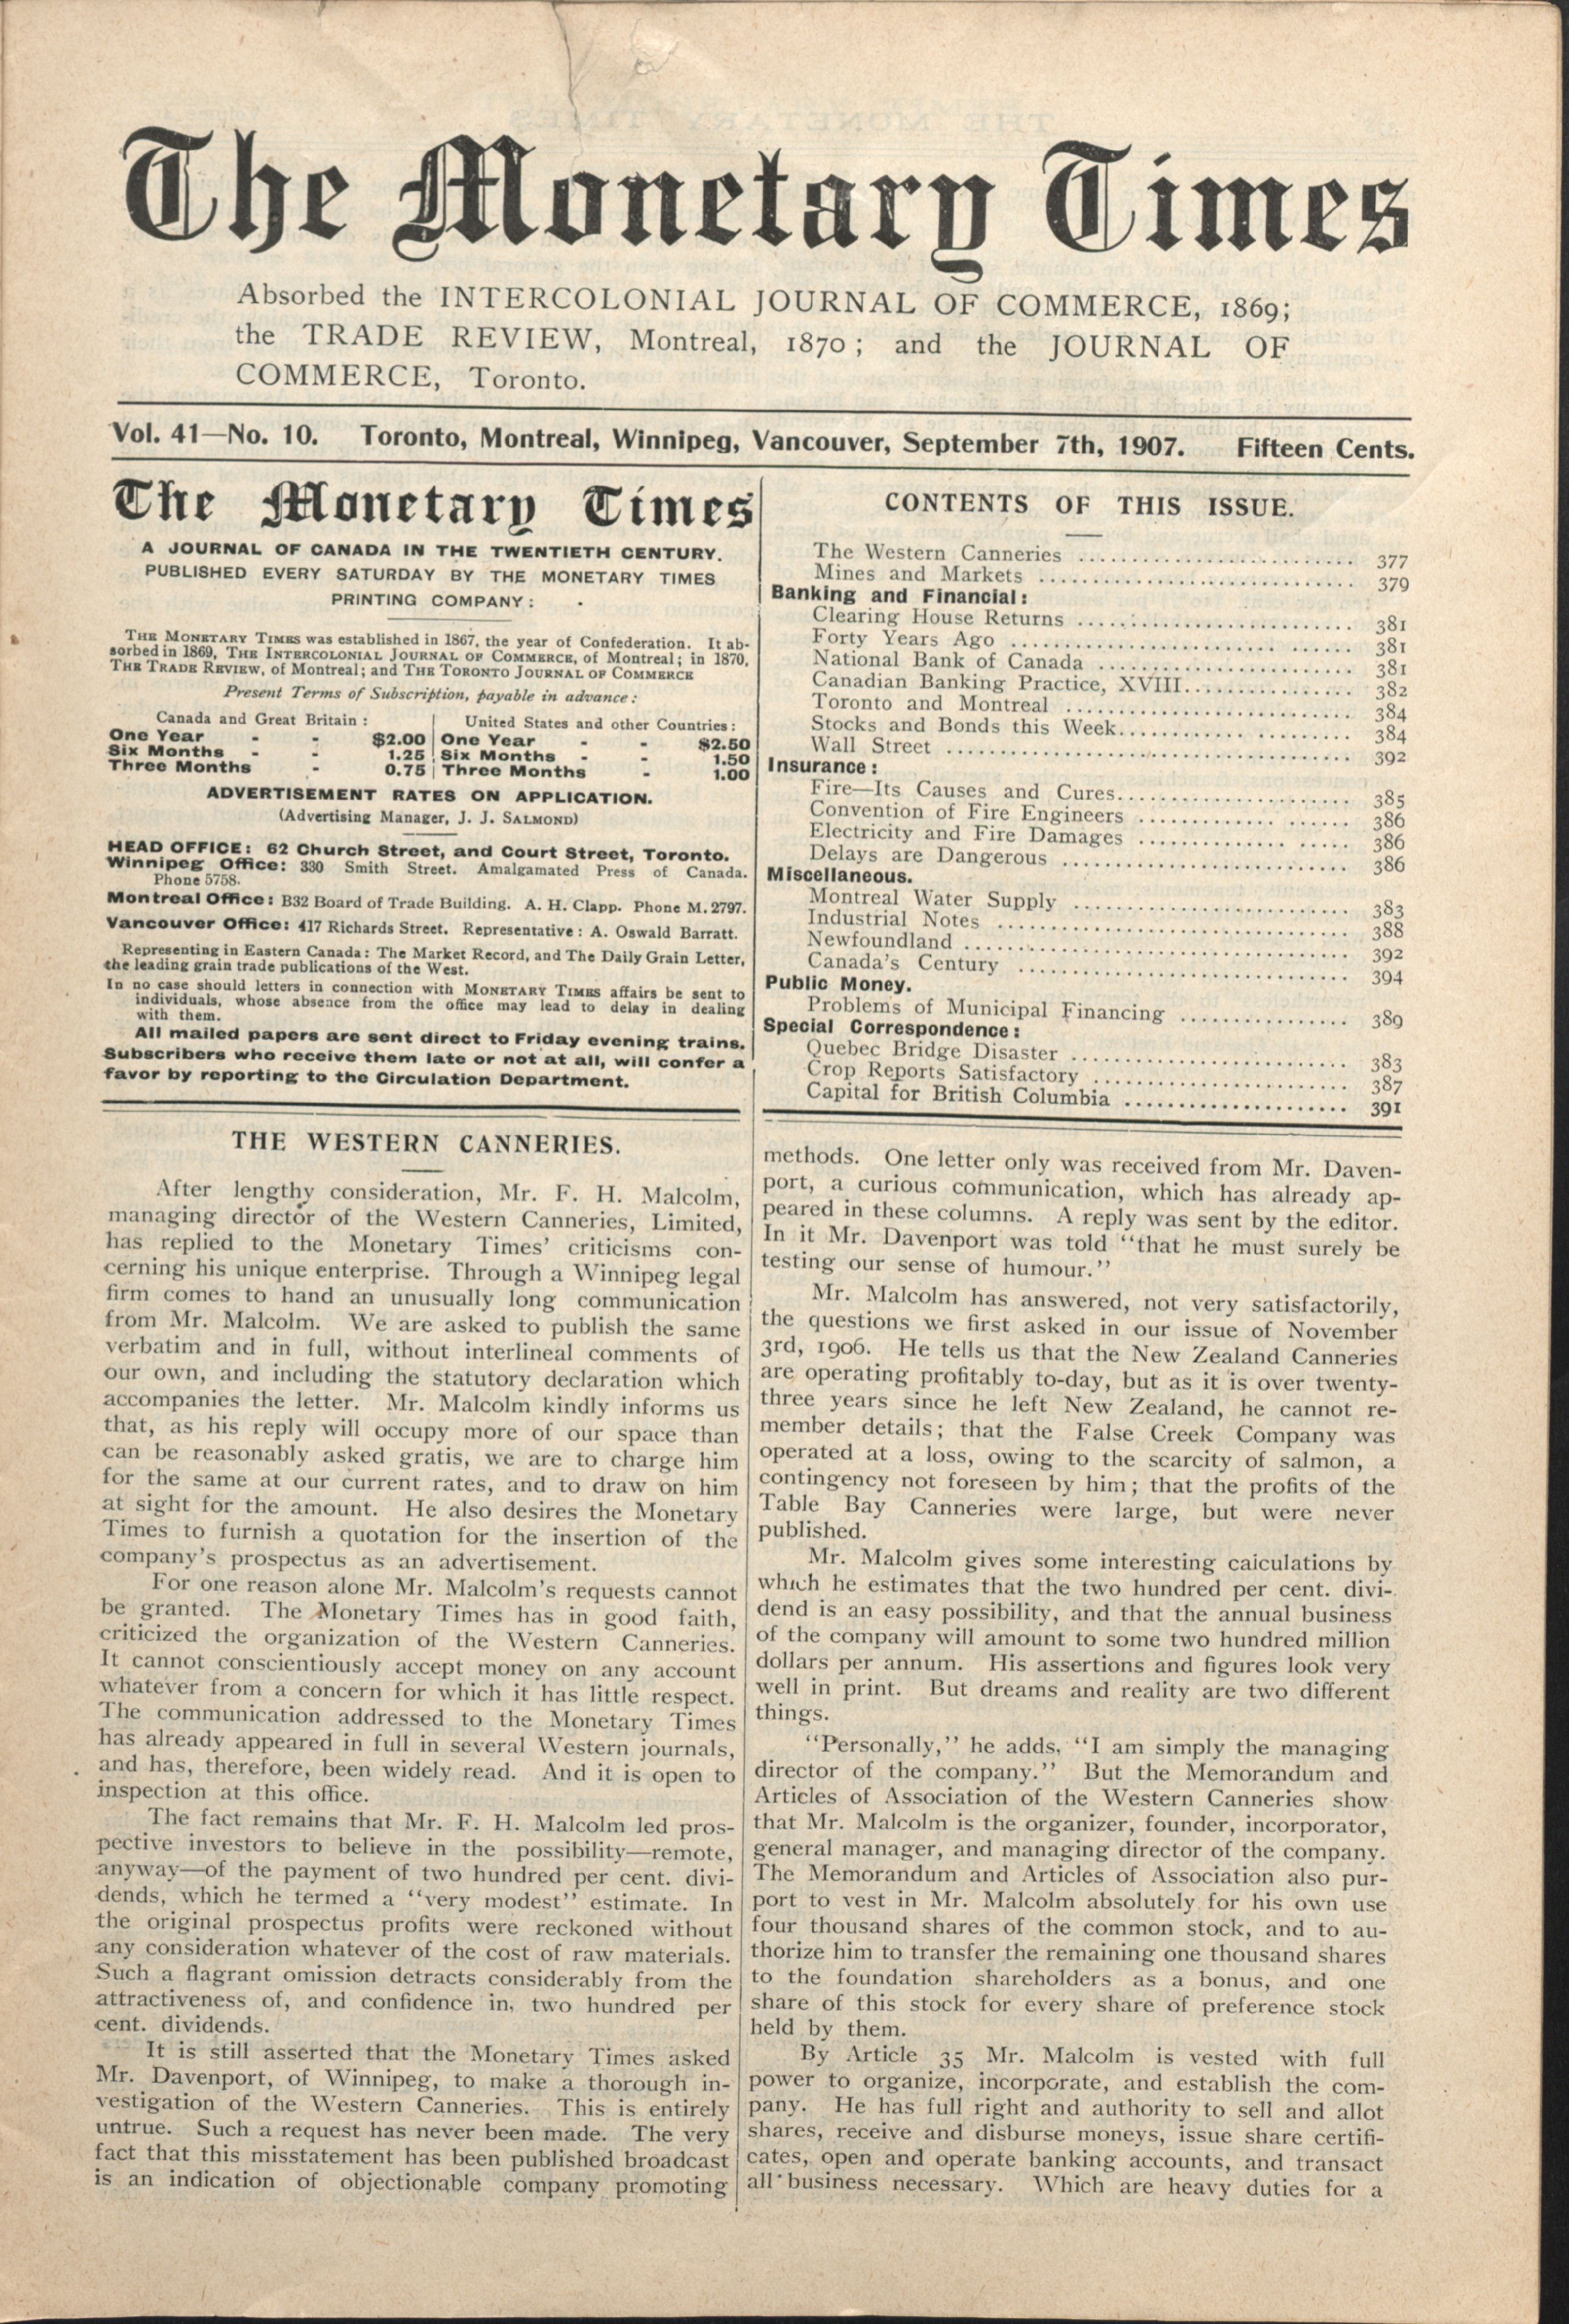 The Monetary Times
Absorbed the INTERCOLONIAL JOURNAL OF COMMERCE, 1869;
the TRADE REVIEW, Montreal, 1870; and the JOURNAL OF
COMMERCE, Toronto.
Vol. 41—No. 10. Toronto, Montreal, Winnipeg, Vancouver, September 7th, 1907. Fifteen Cents.
The Monetary Times
A JOURNAL OF CANADA IN THE TWENTIETH CENTURY.
PUBLISHED EVERY SATURDAY BY THE MONETARY TIMES
PRINTING COMPANY:
THE MONETARY TIMES was established in 1867, the year of Confederation. It ab-
sorbed in 1869, THE INTERCOLONIAL JOURNAL OF COMMERCE, of Montreal; in 1870,
THE TRADE REVIEW, of Montreal; and THE TORONTO JOURNAL OF COMMERCE
Present Terms of Subscription, payable in advance:
Canada and Great Britain: United States and other Countries:
One Year - - $2.00 One Year - - $2.50
Six Months - - 1.25 Six Months - - 1.50
Three Months - 0.75 Three Months - 1.00
ADVERTISEMENT RATES ON APPLICATION.
(Advertising Manager, J. J. SALMOND)
HEAD OFFICE: 62 Church Street, and Court Street, Toronto.
Winnipeg Office: 330 Smith Street. Amalgamated Press of Canada.
Phone 5758.
Montreal Office: B32 Board of Trade Building. A. H. Clapp. Phone M. 2797.
Vancouver Office: 417 Richards Street. Representative: A. Oswald Barratt.
Representing in Eastern Canada: The Market Record, and The Daily Grain Letter,
the leading grain trade publications of the West.
In no case should letters in connection with MONETARY TIMES affairs be sent to
individuals, whose absence from the office may lead to delay in dealing
with them.
All mailed papers are sent direct to Friday evening trains.
Subscribers who receive them late or not at all, will confer a
favor by reporting to the Circulation Department.
CONTENTS OF THIS ISSUE.
The Western Canneries ........................ 377
Mines and Markets ........................ 379
Banking and Financial:
Clearing House Returns ........................ 381
Forty Years Ago ........................ 381
National Bank of Canada ........................ 381
Canadian Banking Practice, XVIII................ 382
Toronto and Montreal ........................ 384
Stocks and Bonds this Week........................ 384
Wall Street ........................ 392
Insurance:
Fire—Its Causes and Cures........................ 385
Convention of Fire Engineers ................ 386
Electricity and Fire Damages ................ 386
Delays are Dangerous ........................ 386
Miscellaneous.
Montreal Water Supply ........................ 383
Industrial Notes ........................ 388
Newfoundland ........................ 392
Canada's Century ........................ 394
Public Money.
Problems of Municipal Financing ................ 389
Special Correspondence:
Quebec Bridge Disaster ........................ 383
Crop Reports Satisfactory ........................ 387
Capital for British Columbia ................ 391
THE WESTERN CANNERIES.
After lengthy consideration, Mr. F. H. Malcolm,
managing director of the Western Canneries, Limited,
has replied to the Monetary Times' criticisms con-
cerning his unique enterprise. Through a Winnipeg legal
firm comes to hand an unusually long communication
from Mr. Malcolm. We are asked to publish the same
verbatim and in full, without interlineal comments of
our own, and including the statutory declaration which
accompanies the letter. Mr. Malcolm kindly informs us
that, as his reply will occupy more of our space than
can be reasonably asked gratis, we are to charge him
for the same at our current rates, and to draw on him
at sight for the amount. He also desires the Monetary
Times to furnish a quotation for the insertion of the
company's prospectus as an advertisement.
For one reason alone Mr. Malcolm's requests cannot
be granted. The Monetary Times has in good faith,
criticized the organization of the Western Canneries.
It cannot conscientiously accept money on any account
whatever from a concern for which it has little respect.
The communication addressed to the Monetary Times
has already appeared in full in several Western journals,
and has, therefore, been widely read. And it is open to
inspection at this office.
The fact remains that Mr. F. H. Malcolm led pros-
pective investors to believe in the possibility—remote,
anyway—of the payment of two hundred per cent. divi-
dends, which he termed a "very modest" estimate. In
the original prospectus profits were reckoned without
any consideration whatever of the cost of raw materials.
Such a flagrant omission detracts considerably from the
attractiveness of, and confidence in, two hundred per
cent. dividends.
It is still asserted that the Monetary Times asked
Mr. Davenport, of Winnipeg, to make a thorough in-
vestigation of the Western Canneries. This is entirely
untrue. Such a request has never been made. The very
fact that this misstatement has been published broadcast
is an indication of objectionable company promoting
methods. One letter only was received from Mr. Daven-
port, a curious communication, which has already ap-
peared in these columns. A reply was sent by the editor.
In it Mr. Davenport was told "that he must surely be
testing our sense of humour."
Mr. Malcolm has answered, not very satisfactorily,
the questions we first asked in our issue of November
3rd, 1906. He tells us that the New Zealand Canneries
are operating profitably to-day, but as it is over twenty-
three years since he left New Zealand, he cannot re-
member details; that the False Creek Company was
operated at a loss, owing to the scarcity of salmon, a
contingency not foreseen by him; that the profits of the
Table Bay Canneries were large, but were never
published.
Mr. Malcolm gives some interesting calculations by
which he estimates that the two hundred per cent. divi-
dend is an easy possibility, and that the annual business
of the company will amount to some two hundred million
dollars per annum. His assertions and figures look very
well in print. But dreams and reality are two different
things.
"Personally," he adds, "I am simply the managing
director of the company." But the Memorandum and
Articles of Association of the Western Canneries show
that Mr. Malcolm is the organizer, founder, incorporator,
general manager, and managing director of the company.
The Memorandum and Articles of Association also pur-
port to vest in Mr. Malcolm absolutely for his own use
four thousand shares of the common stock, and to au-
thorize him to transfer the remaining one thousand shares
to the foundation shareholders as a bonus, and one
share of this stock for every share of preference stock
held by them.
By Article 35 Mr. Malcolm is vested with full
power to organize, incorporate, and establish the com-
pany. He has full right and authority to sell and allot
shares, receive and disburse moneys, issue share certifi-
cates, open and operate banking accounts, and transact
all business necessary. Which are heavy duties for a